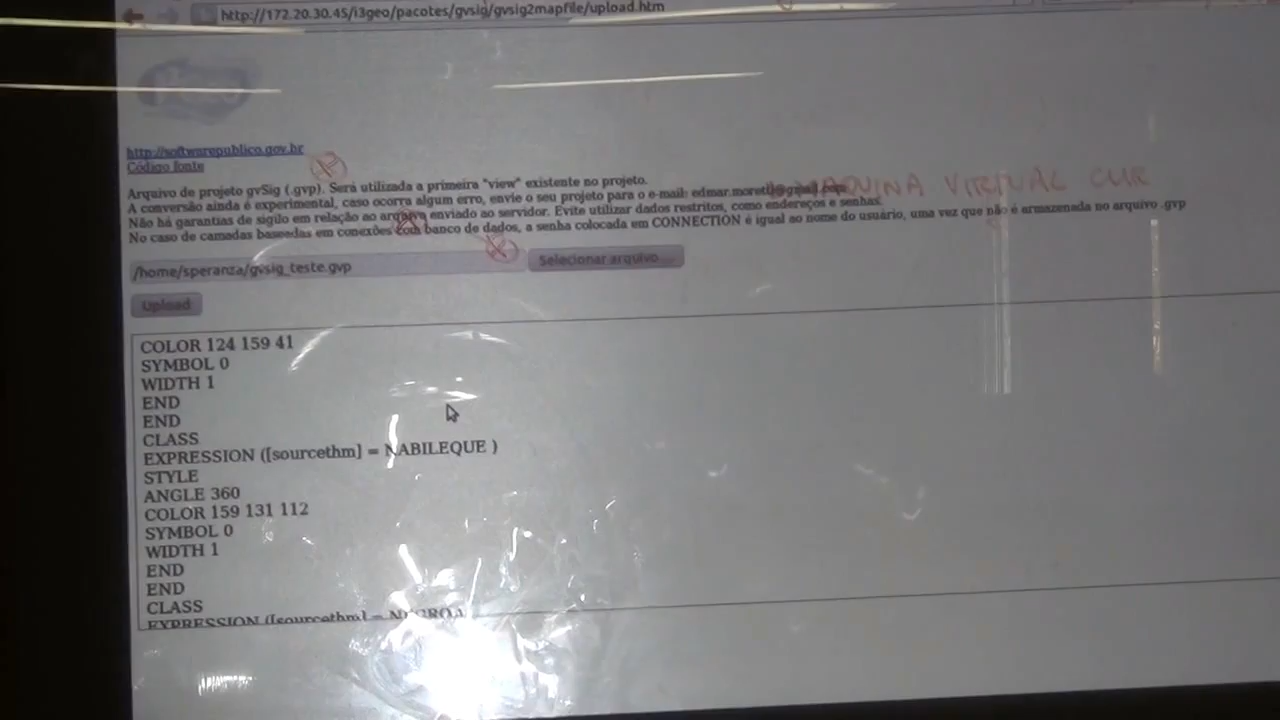 http://172.20.30.45/i3geo/pacotes/gvsig/gvsig2mapfile/upload.htm
http://softwarepublico.gov.br
Código fonte
Arquivo de projeto gvSig (.gvp). Será utilizada a primeira "view" existente no projeto.
A conversão ainda é experimental, caso ocorra algum erro, envie o seu projeto para o e-mail: edmar.moretti@gmail.com
MAQUINA VIRTUAL CUR
Não há garantias de sigilo em relação ao arquivo enviado ao servidor. Evite utilizar dados restritos, como endereços e senhas.
No caso de camadas baseadas em conexões com banco de dados, a senha colocada em CONNECTION é igual ao nome do usuário, uma vez que não é armazenada no arquivo .gvp
/home/speranza/gvsig_teste.gvp
Selecionar arquivo...
Upload
COLOR 124 159 41
SYMBOL 0
WIDTH 1
END
END
CLASS
EXPRESSION ([sourcethm] = NABILEQUE )
STYLE
ANGLE 360
COLOR 159 131 112
SYMBOL 0
WIDTH 1
END
END
CLASS
EXPRESSION ([sourcethm] = NEGRO )